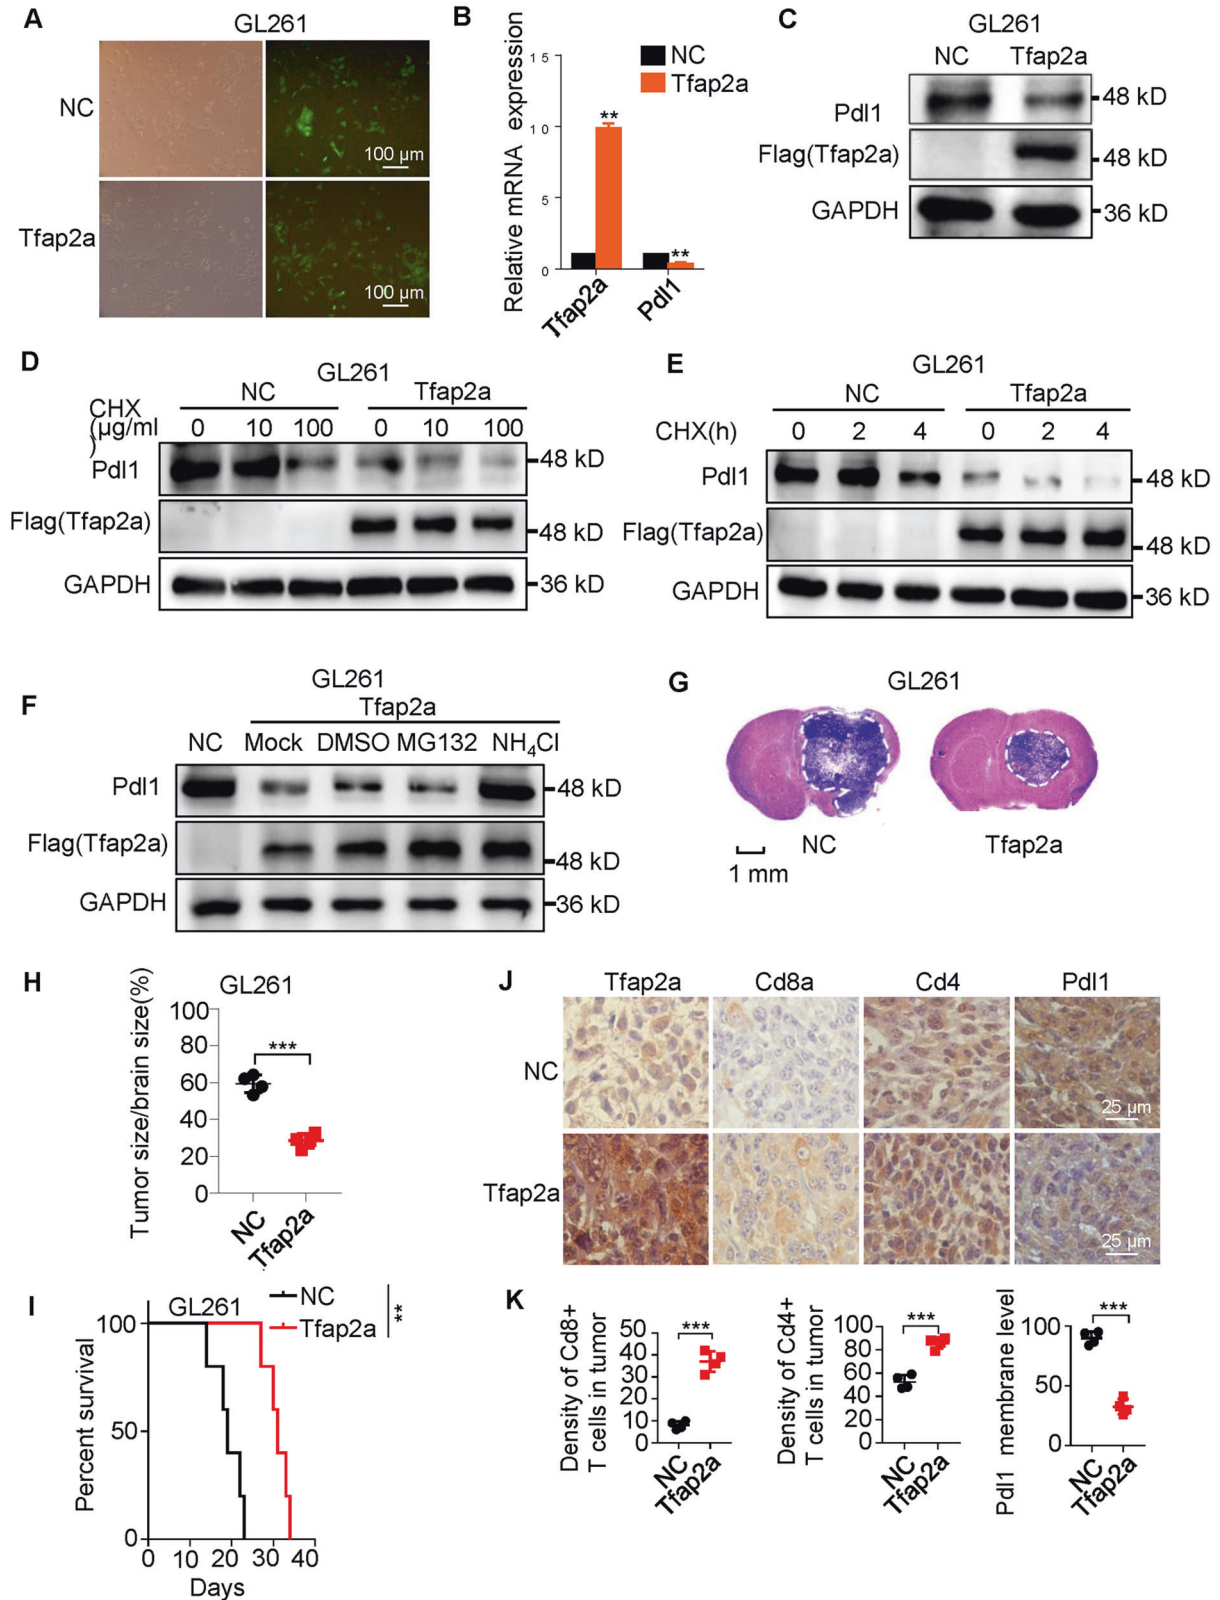 A
GL261
NC
100 µm
Tfap2a
100 µm
B
Relative mRNA expression
15
10
5
0
NC
Tfap2a
**
**
Tfap2a
Pdl1
C
GL261
NC Tfap2a
Pdl1
48 kD
Flag(Tfap2a)
48 kD
GAPDH
36 kD
D
GL261
NC Tfap2a
CHX
(µg/ml
)
0 10 100 0 10 100
Pdl1
48 kD
Flag(Tfap2a)
48 kD
GAPDH
36 kD
E
GL261
NC Tfap2a
CHX(h) 0 2 4 0 2 4
Pdl1
48 kD
Flag(Tfap2a)
48 kD
GAPDH
36 kD
F
GL261
Tfap2a
NC Mock DMSO MG132 NH4Cl
Pdl1
48 kD
Flag(Tfap2a)
48 kD
GAPDH
36 kD
G
GL261
NC Tfap2a
1 mm
H
GL261
Tumor size/brain size(%)
100
80
60
40
20
0
***
NC
Tfap2a
J
Tfap2a Cd8a Cd4 Pdl1
NC
25 µm
Tfap2a
25 µm
I
GL261
NC
Tfap2a
**
Percent survival
100
50
0
0 10 20 30 40
Days
K
Density of Cd8+
T cells in tumor
50
40
30
20
10
0
***
NC
Tfap2a
Density of Cd4+
T cells in tumor
100
80
60
40
20
0
***
NC
Tfap2a
Pdl1 membrane level
100
50
0
***
NC
Tfap2a